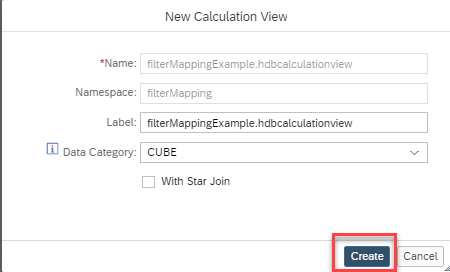 New Calculation View
*Name: filterMappingExample.hdbcalculationview
Namespace: filterMapping
Label: filterMappingExample.hdbcalculationview
i Data Category: CUBE
With Star Join
Create Cancel